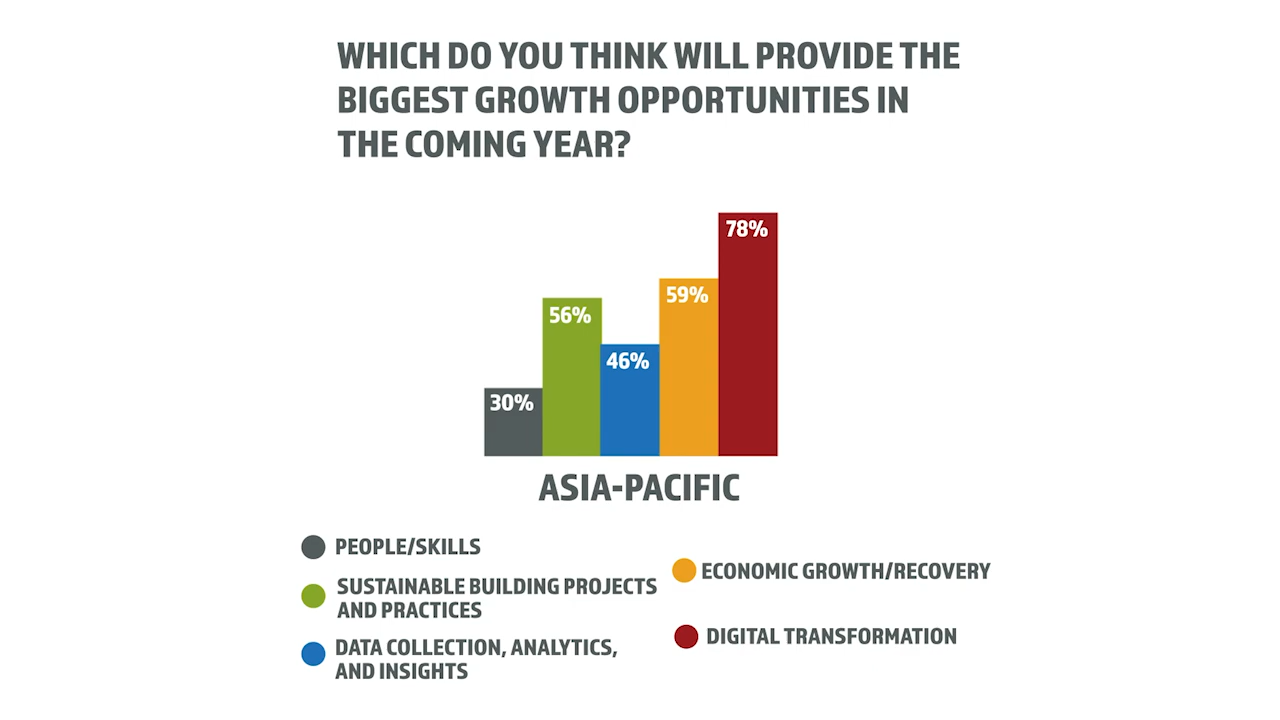 WHICH DO YOU THINK WILL PROVIDE THE
BIGGEST GROWTH OPPORTUNITIES IN
THE COMING YEAR?
78%
59%
56%
46%
30%
ASIA-PACIFIC
PEOPLE/SKILLS
SUSTAINABLE BUILDING PROJECTS
AND PRACTICES
DATA COLLECTION, ANALYTICS,
AND INSIGHTS
ECONOMIC GROWTH/RECOVERY
DIGITAL TRANSFORMATION